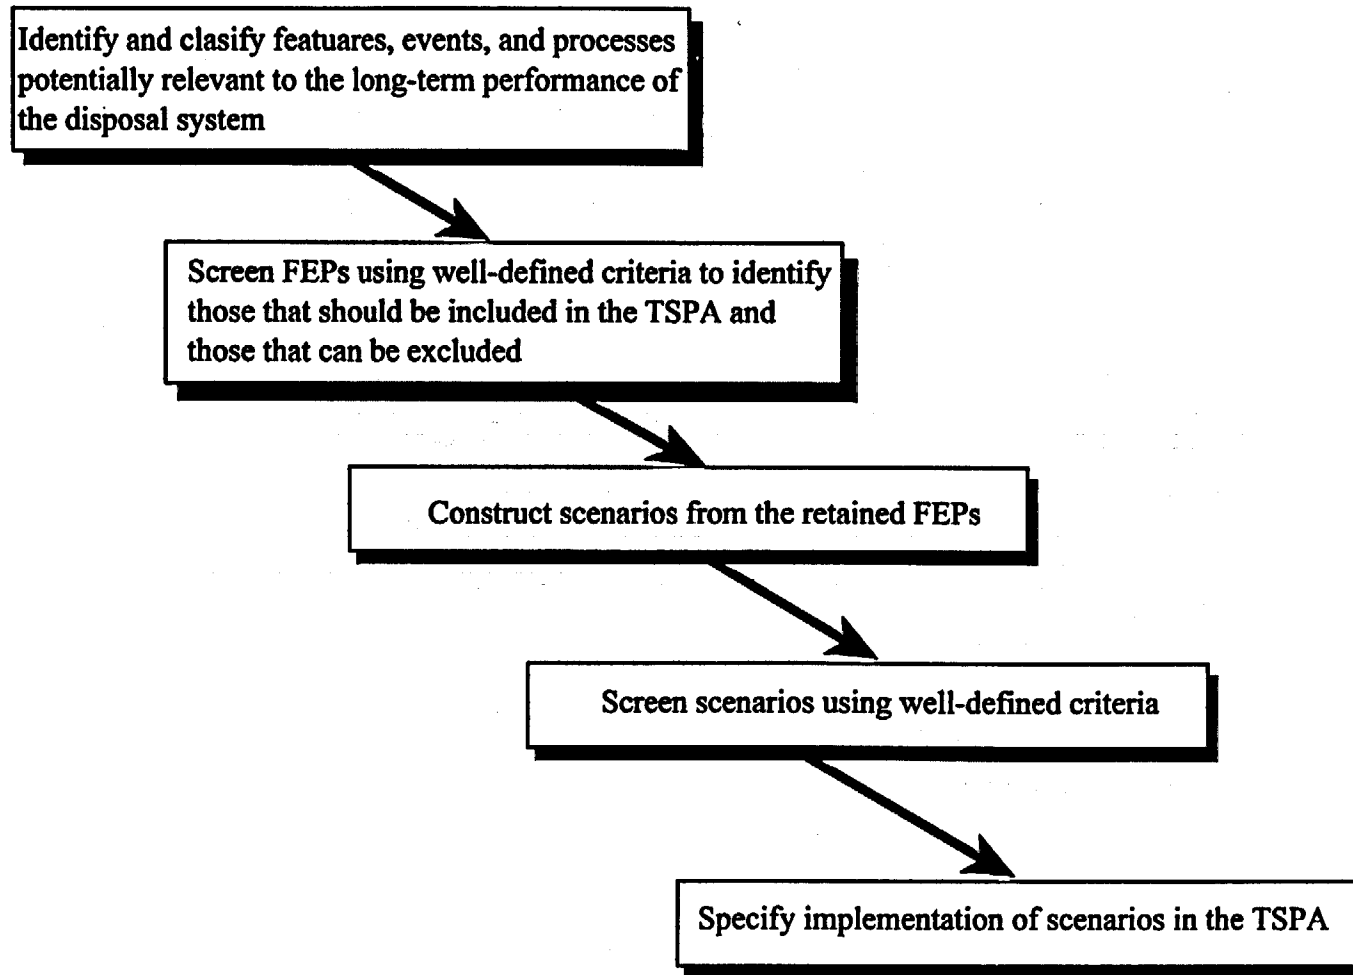 Identify and clasify featuares, events, and processes
potentially relevant to the long-term performance of
the disposal system
Screen FEPs using well-defined criteria to identify
those that should be included in the TSPA and
those that can be excluded
Construct scenarios from the retained FEPs
Screen scenarios using well-defined criteria
Specify implementation of scenarios in the TSPA